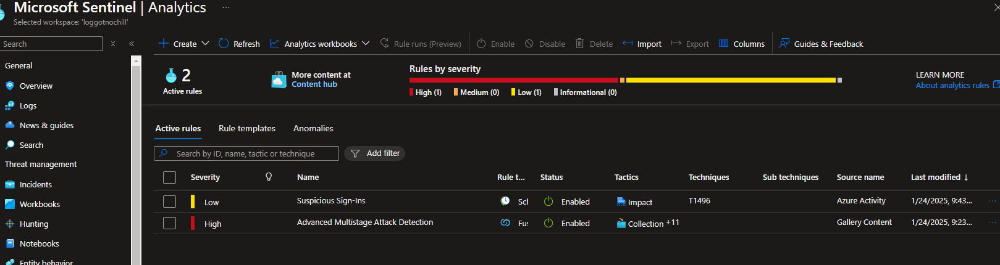 Microsoft Sentinel | Analytics ...
Selected workspace: 'loggotnochill'
Search
General
Overview
Logs
News & guides
Search
Threat management
Incidents
Workbooks
Hunting
Notebooks
Entity behavior
Create
Refresh
Analytics workbooks
Rule runs (Preview)
Enable
Disable
Delete
Import
Export
Columns
Guides & Feedback
2
Active rules
More content at
Content hub
Rules by severity
High (1) Medium (0) Low (1) Informational (0)
LEARN MORE
About analytics rules
Active rules Rule templates Anomalies
Search by ID, name, tactic or technique
Add filter
Severity Name Rule t... Status Tactics Techniques Sub techniques Source name Last modified ↓
Low Suspicious Sign-Ins Sch Enabled Impact T1496 Azure Activity 1/24/2025, 9:43... ...
High Advanced Multistage Attack Detection Fus Enabled Collection +11 Gallery Content 1/24/2025, 9:23... ...